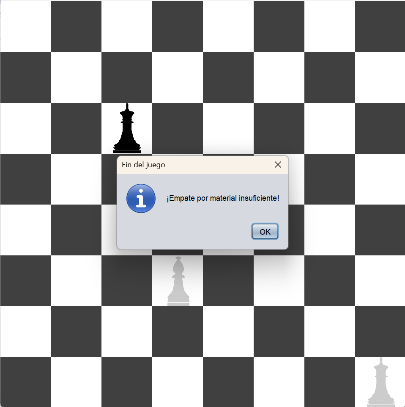 Fin del juego
¡Empate por material insuficiente!
OK